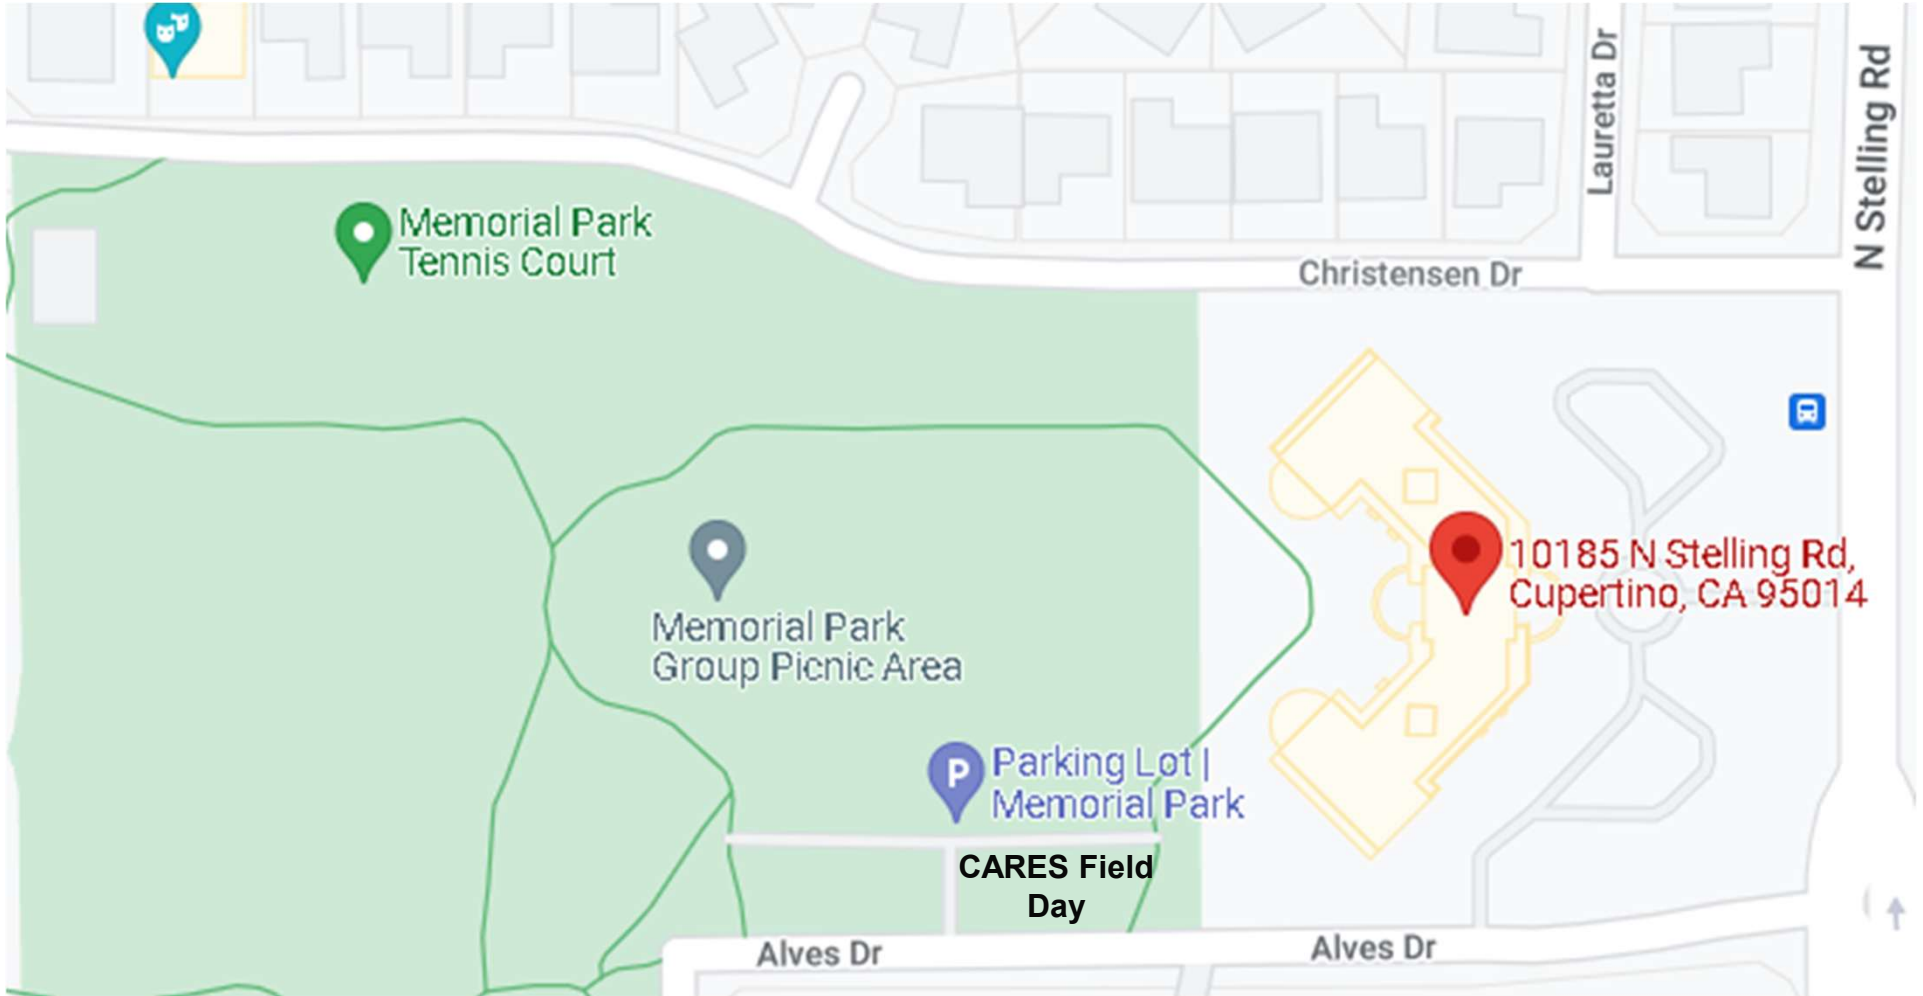 Lauretta Dr
N Stelling Rd
Memorial Park
Tennis Court
Christensen Dr
10185 N Stelling Rd,
Cupertino, CA 95014
Memorial Park
Group Picnic Area
P
Parking Lot |
Memorial Park
CARES Field
Day
Alves Dr
Alves Dr